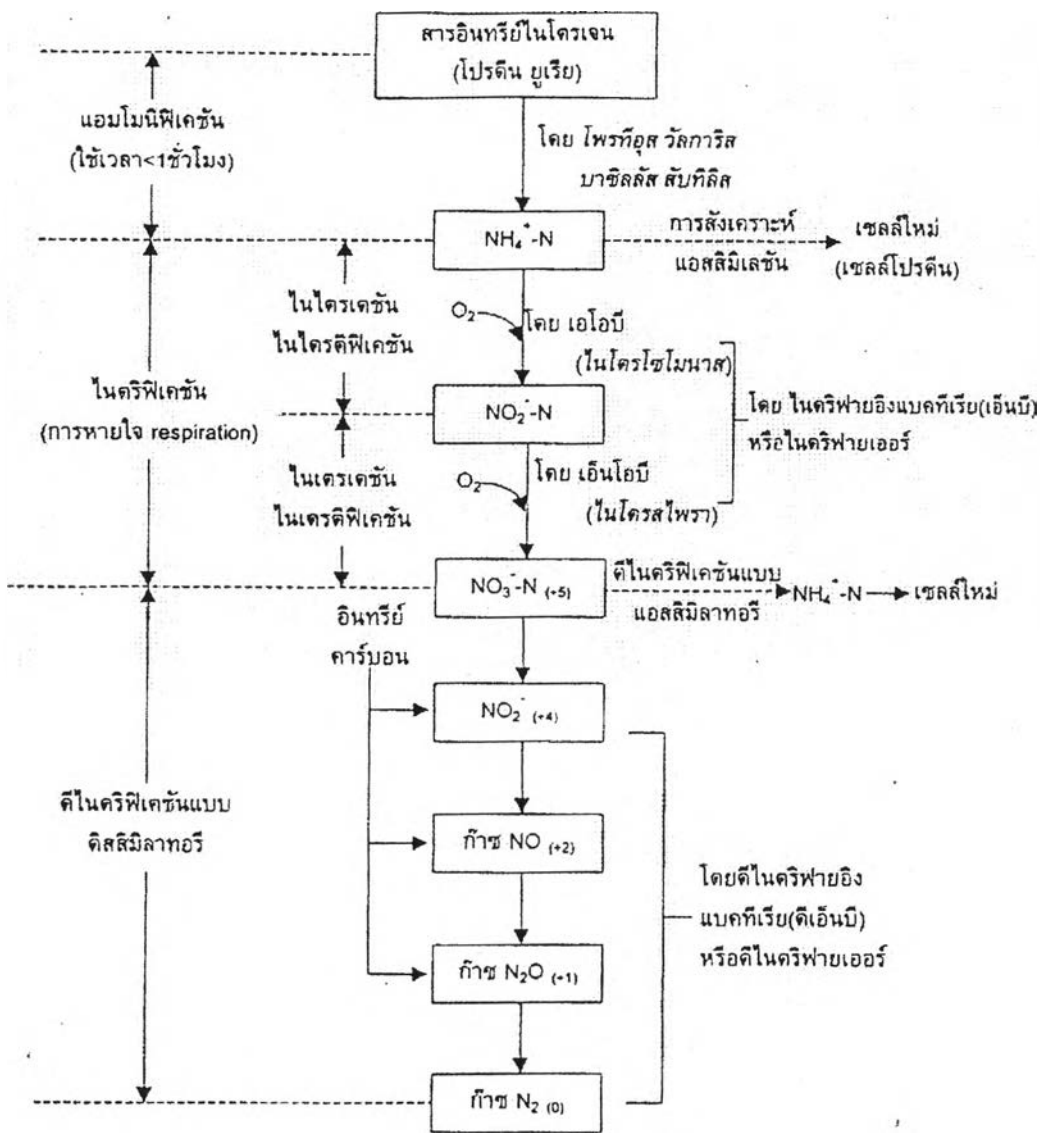 สารอินทรีย์ไนโตรเจน
(โปรตีน ยูเรีย)
แอมโมนิฟิเคชัน
(ใช้เวลา<1ชั่วโมง)
โดย โพรทีอุส วัลการิส
บาซิลลัส สับทิลิส
NH₄⁺-N
การสังเคราะห์
แอสสิมิเลชัน
เซลล์ใหม่
(เซลล์โปรตีน)
ไนไตรเตชัน
ไนไตรติฟิเคชัน
O₂
โดย เอโอบี
(ไนโตรโซโมนาส)
ไนตริฟิเคชัน
(การหายใจ respiration)
NO₂⁻-N
โดย ไนตริฟายอิงแบคทีเรีย(เอ็นบี)
หรือไนตริฟายเออร์
ไนเตรเตชัน
ไนเตรติฟิเคชัน
O₂
โดย เอ็นโอบี
(ไนโตรสไพรา)
NO₃⁻-N (+5)
ดีไนตริฟิเคชันแบบ
แอสสิมิลาทอรี
NH₄⁺-N
เซลล์ใหม่
อินทรีย์
คาร์บอน
NO₂⁻ (+4)
ดีไนตริฟิเคชันแบบ
ดิสสิมิลาทอรี
ก๊าซ NO (+2)
โดยดีไนตริฟายอิง
แบคทีเรีย(ดีเอ็นบี)
หรือดีไนตริฟายเออร์
ก๊าซ N₂O (+1)
ก๊าซ N₂ (0)